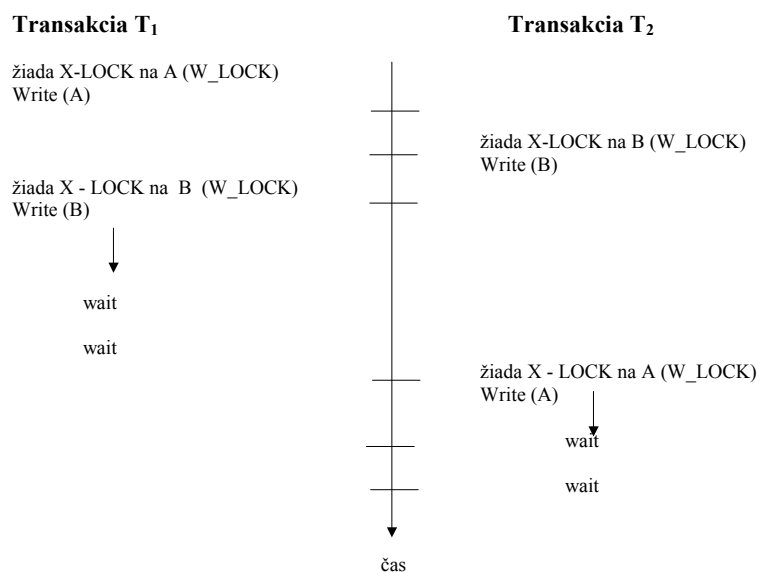 Transakcia T1
Transakcia T2
žiada X-LOCK na A (W_LOCK)
Write (A)
žiada X-LOCK na B (W_LOCK)
Write (B)
žiada X - LOCK na B (W_LOCK)
Write (B)
wait
wait
žiada X - LOCK na A (W_LOCK)
Write (A)
wait
wait
čas